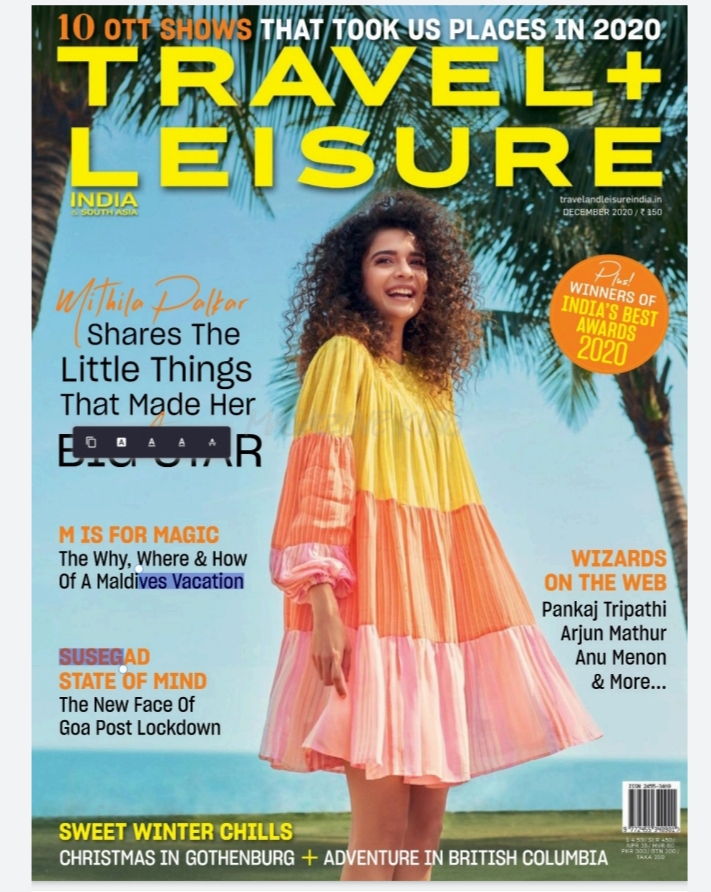 10 OTT SHOWS THAT TOOK US PLACES IN 2020
TRAVEL+
LEISURE
INDIA
& SOUTH ASIA
travelandleisureindia.in
DECEMBER 2020 / ₹ 150
Mithila Palkar
Shares The
Little Things
That Made Her
BIG STAR
Plus!
WINNERS OF
INDIA'S BEST
AWARDS
2020
M IS FOR MAGIC
The Why, Where & How
Of A Maldives Vacation
SUSEGAD
STATE OF MIND
The New Face Of
Goa Post Lockdown
WIZARDS
ON THE WEB
Pankaj Tripathi
Arjun Mathur
Anu Menon
& More...
SWEET WINTER CHILLS
CHRISTMAS IN GOTHENBURG + ADVENTURE IN BRITISH COLUMBIA